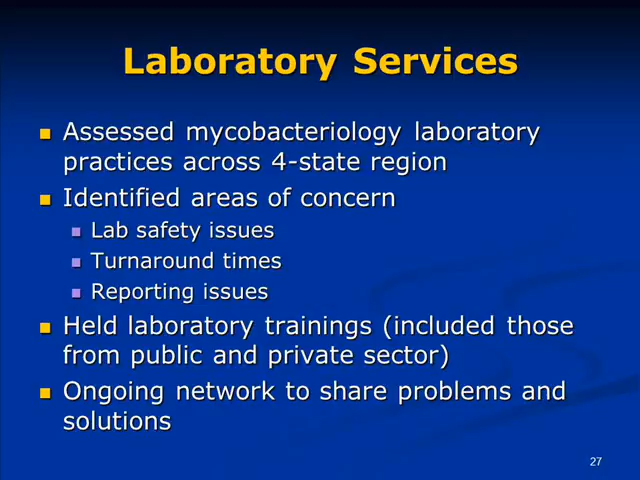 Laboratory Services
Assessed mycobacteriology laboratory
practices across 4-state region
Identified areas of concern
Lab safety issues
Turnaround times
Reporting issues
Held laboratory trainings (included those
from public and private sector)
Ongoing network to share problems and
solutions
27